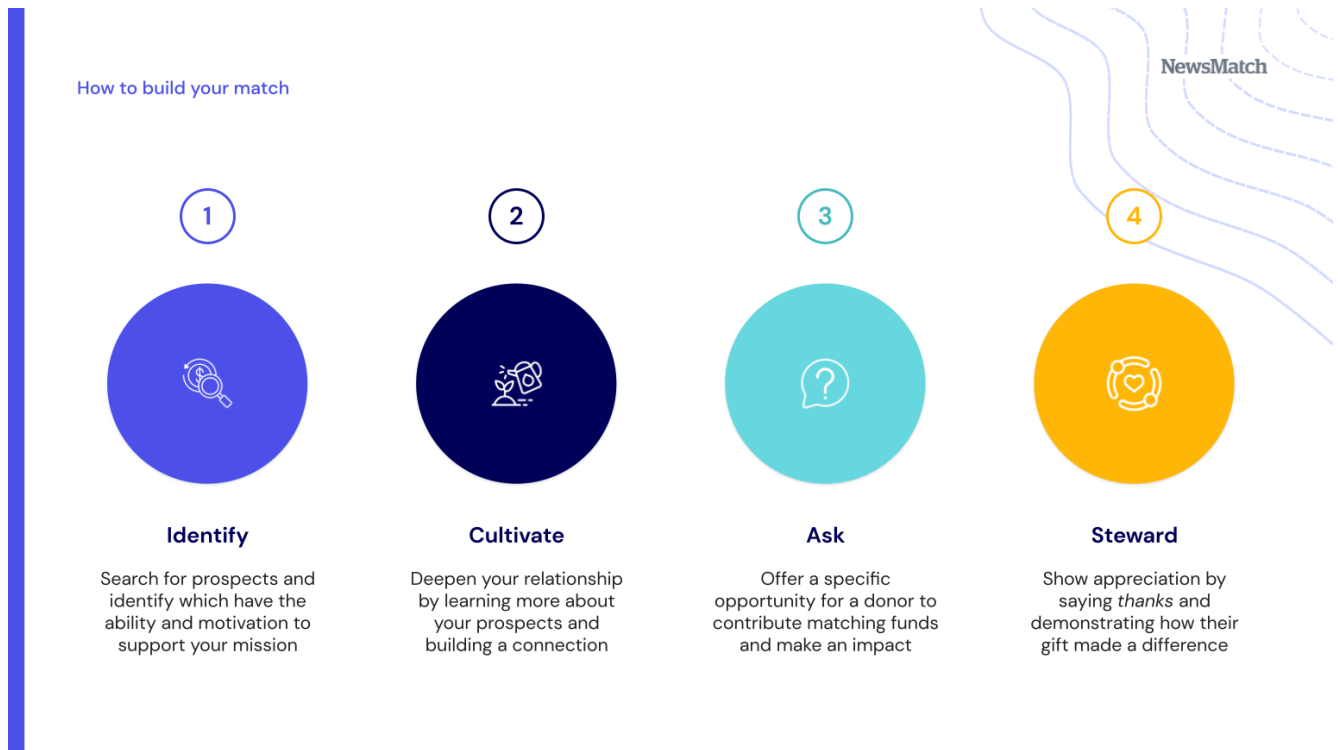 NewsMatch
How to build your match
1
2
3
4
$
?
Identify
Search for prospects and
identify which have the
ability and motivation to
support your mission
Cultivate
Deepen your relationship
by learning more about
your prospects and
building a connection
Ask
Offer a specific
opportunity for a donor to
contribute matching funds
and make an impact
Steward
Show appreciation by
saying thanks and
demonstrating how their
gift made a difference